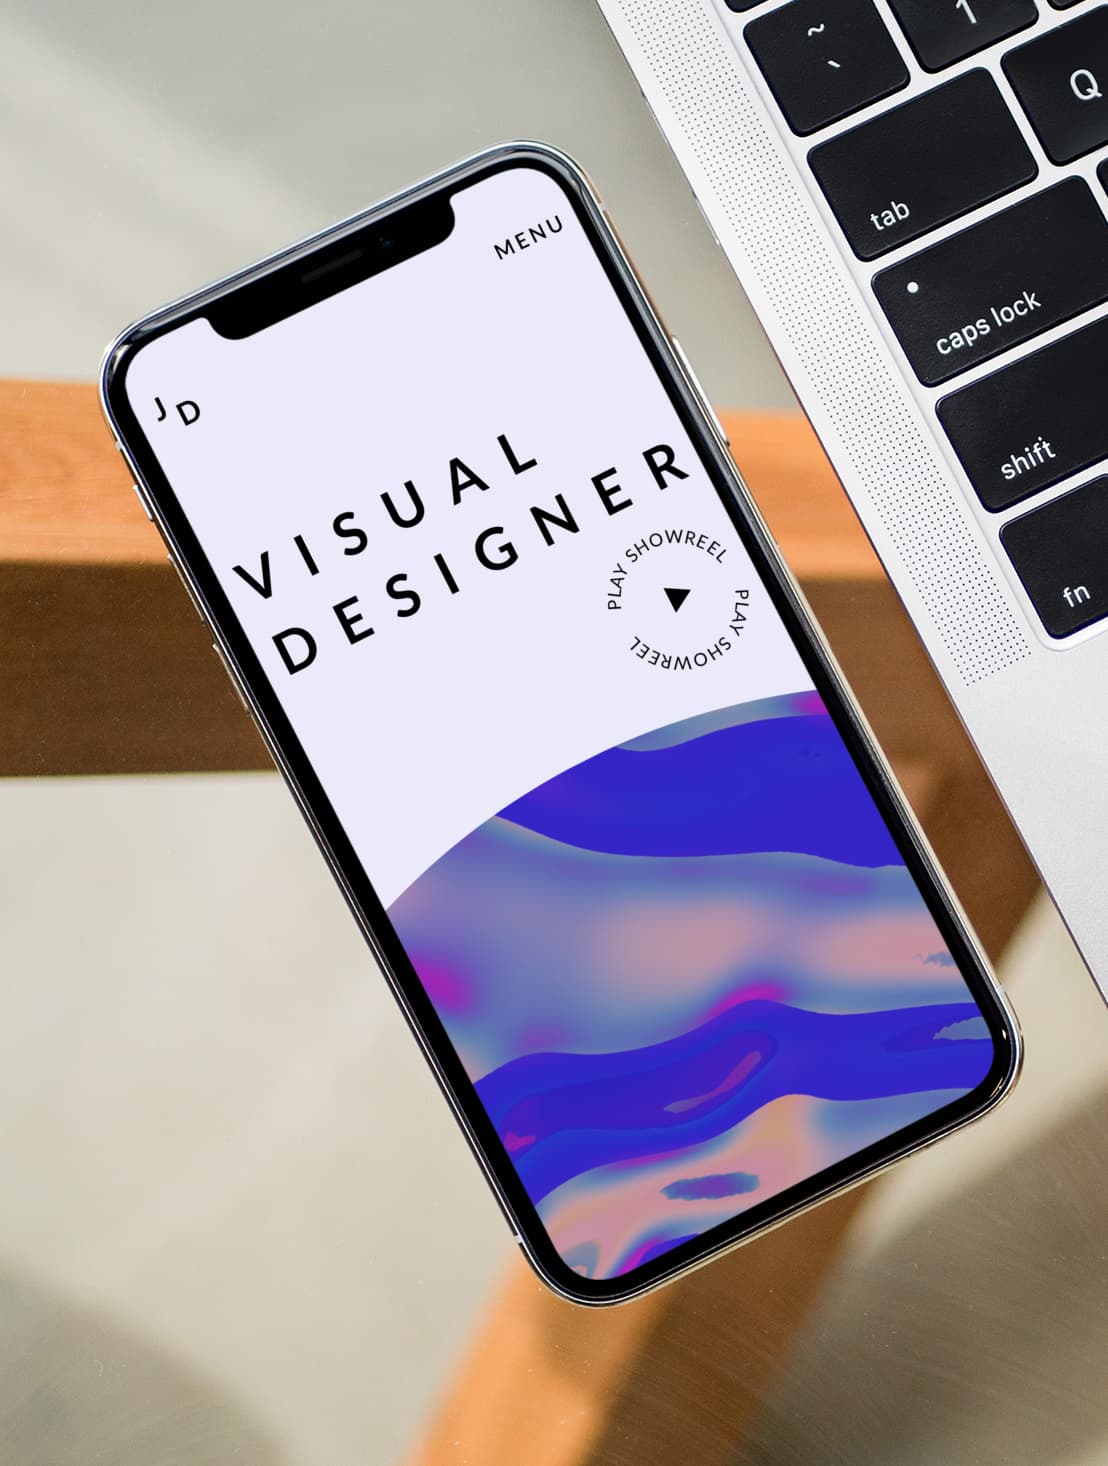 MENU
J D
VISUAL
DESIGNER
PLAY SHOWREEL PLAY SHOWREEL
~
`
1
Q
tab
caps lock
shift
fn